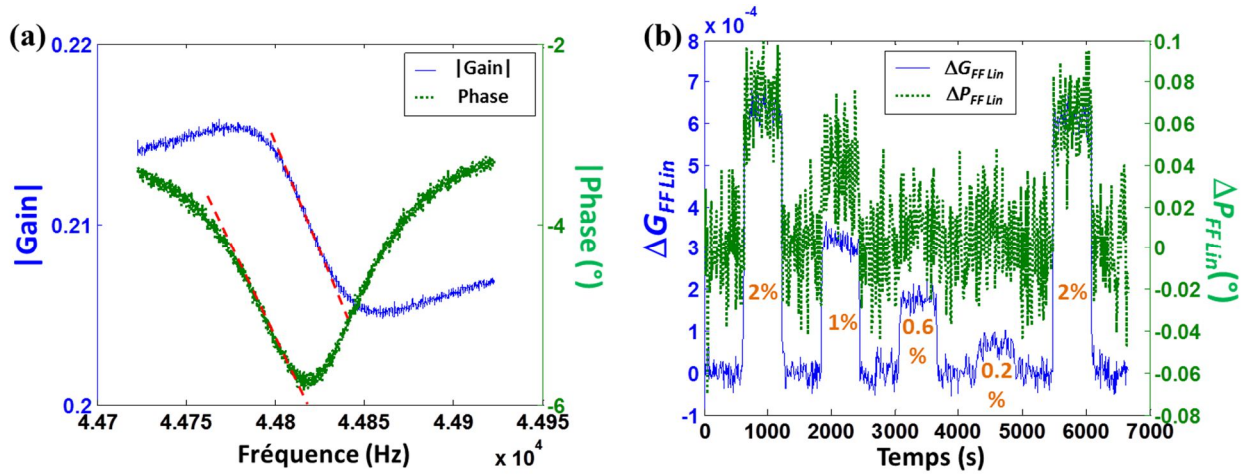 (a)
0.22
0.21
0.2
|Gain|
|Gain|
Phase
-2
-4
-6
|Phase (°)
4.47 4.475 4.48 4.485 4.49 4.495
Fréquence (Hz)
x 10⁴
(b)
x 10⁻⁴
8
7
6
5
4
3
2
1
0
-1
ΔG_FF Lin
ΔG_FF Lin
ΔP_FF Lin
2%
1%
0.6
%
0.2
%
2%
0.1
0.08
0.06
0.04
0.02
0
-0.02
-0.04
-0.06
-0.08
ΔP_FF Lin(°)
0 1000 2000 3000 4000 5000 6000 7000
Temps (s)